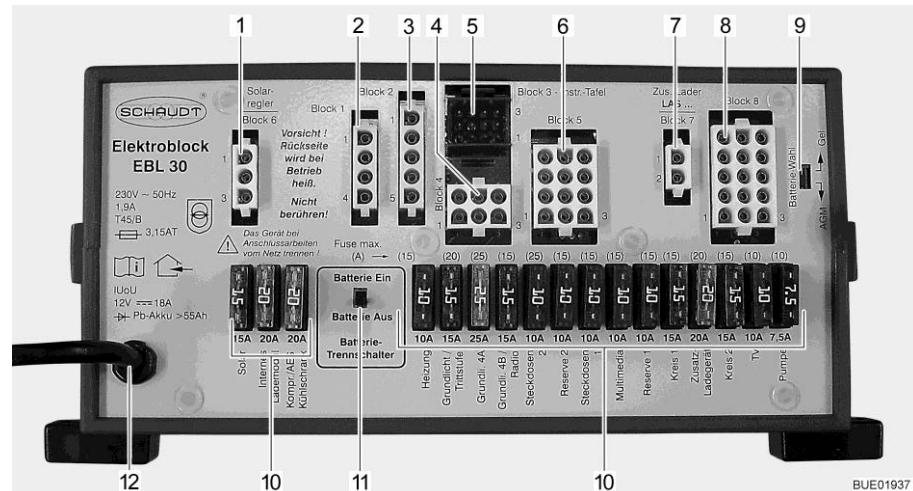 1 2 3 4 5 6 7 8 9
SCHAUDT ®
Elektroblock
EBL 30
230V ~ 50Hz
1,9A
T45/B
3,15AT
IUoU
12V 18A
Pb-Akku >55Ah
Solar-
regler
Block 6
1
3
Vorsicht !
Rückseite
wird bei
Betrieb
heiß.
Nicht
berühren!
Das Gerät bei
Anschlussarbeiten
vom Netz trennen !
Block 1
1
4
Block 2
1
5
Block 3 - Instr.-Tafel
3
1
Block 4
1
3
Block 5
1
3
Zus. Lader
LAS ...
Block 7
1
2
Block 8
1
3
Batterie-Wahl
Gel
AGM
Fuse max.
(A) → (15) (20) (25) (15) (25) (15) (15) (15) (15) (15) (20) (15) (10) (10)
Batterie Ein
Batterie Aus
Batterie-
Trennschalter
15 20 20
15A 20A 20A
Solar
Internes
Lademodul
Kompr./AES
Kühlschrank
10 15 25 15 10 10 10 10 10 15 20 15 10 7.5
10A 15A 25A 15A 10A 10A 10A 10A 10A 15A 20A 15A 10A 7,5A
Heizung
Grundlicht /
Trittstufe
Grundli. 4A
Grundli. 4B /
Radio
Steckdosen
2
Reserve 2
Steckdosen
1
Multimedia
Reserve 1
Kreis 1
Zusatz-
Ladegerät
Kreis 2
TV
Pumpe
12 10 11 10
BUE01937